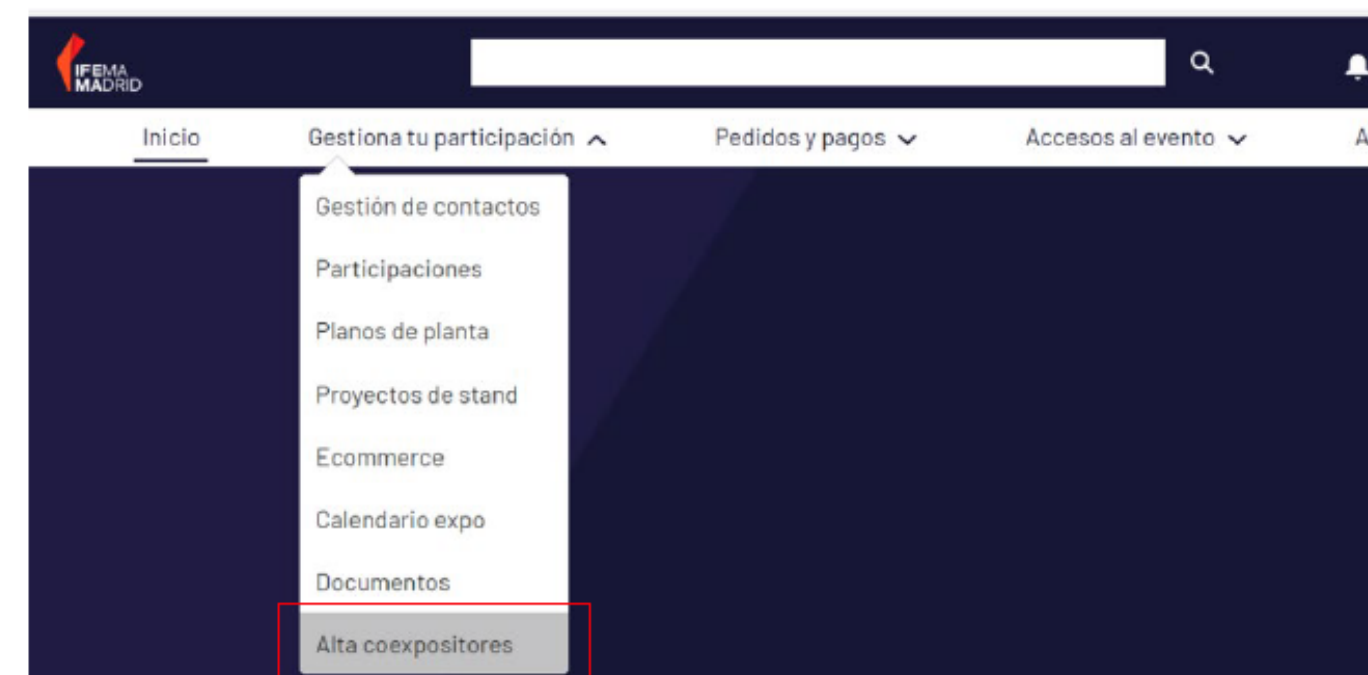 IFEMA
MADRID
Inicio
Gestiona tu participación
Pedidos y pagos
Accesos al evento
A
Gestión de contactos
Participaciones
Planos de planta
Proyectos de stand
Ecommerce
Calendario expo
Documentos
Alta coexpositores